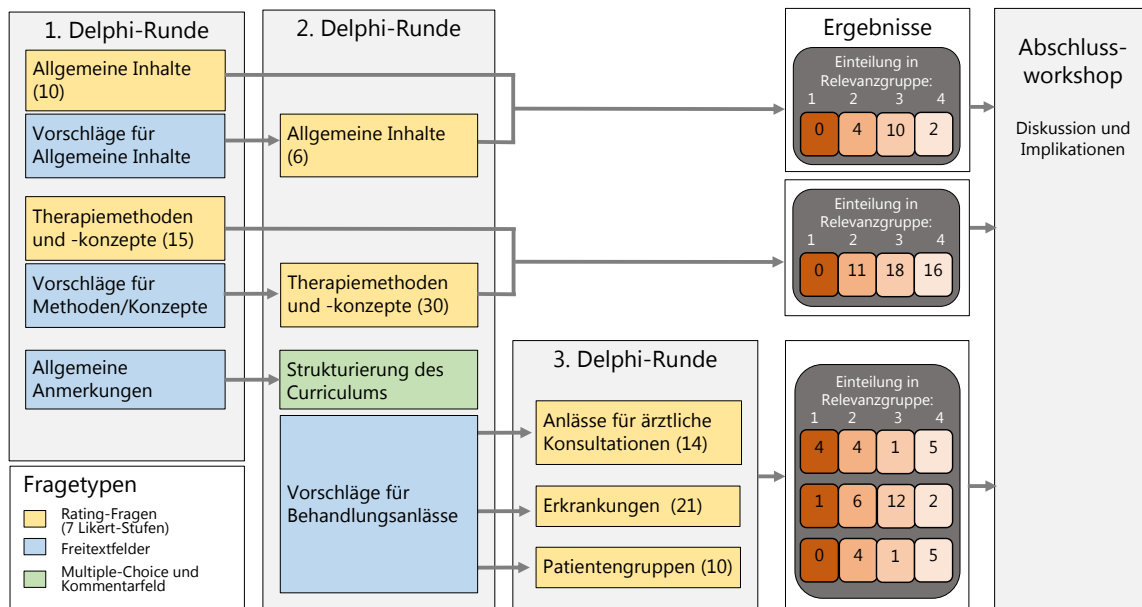 1. Delphi-Runde
Allgemeine Inhalte
(10)
Vorschläge für
Allgemeine Inhalte
Therapiemethoden
und -konzepte (15)
Vorschläge für
Methoden/Konzepte
Allgemeine
Anmerkungen
Fragetypen
Rating-Fragen
(7 Likert-Stufen)
Freitextfelder
Multiple-Choice und
Kommentarfeld
2. Delphi-Runde
Allgemeine Inhalte
(6)
Therapiemethoden
und -konzepte (30)
Strukturierung des
Curriculums
Vorschläge für
Behandlungsanlässe
3. Delphi-Runde
Anlässe für ärztliche
Konsultationen (14)
Erkrankungen (21)
Patientengruppen (10)
Ergebnisse
Einteilung in
Relevanzgruppe:
1 2 3 4
0 4 10 2
Einteilung in
Relevanzgruppe:
1 2 3 4
0 11 18 16
Einteilung in
Relevanzgruppe:
1 2 3 4
4 4 1 5
1 6 12 2
0 4 1 5
Abschluss-
workshop
Diskussion und
Implikationen